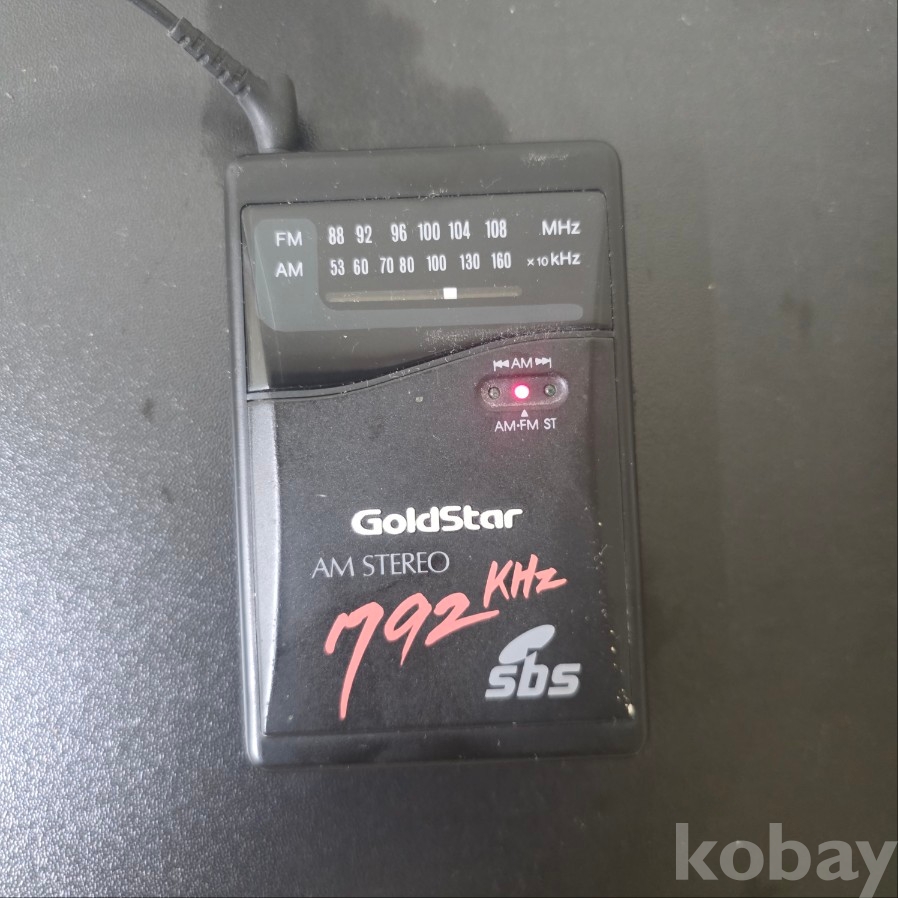 FM 88 92 96 100 104 108 MHz
AM 53 60 70 80 100 130 160 ×10 kHz
AM
AM•FM ST
GoldStar
AM STEREO
792 KHz
sbs
kobay